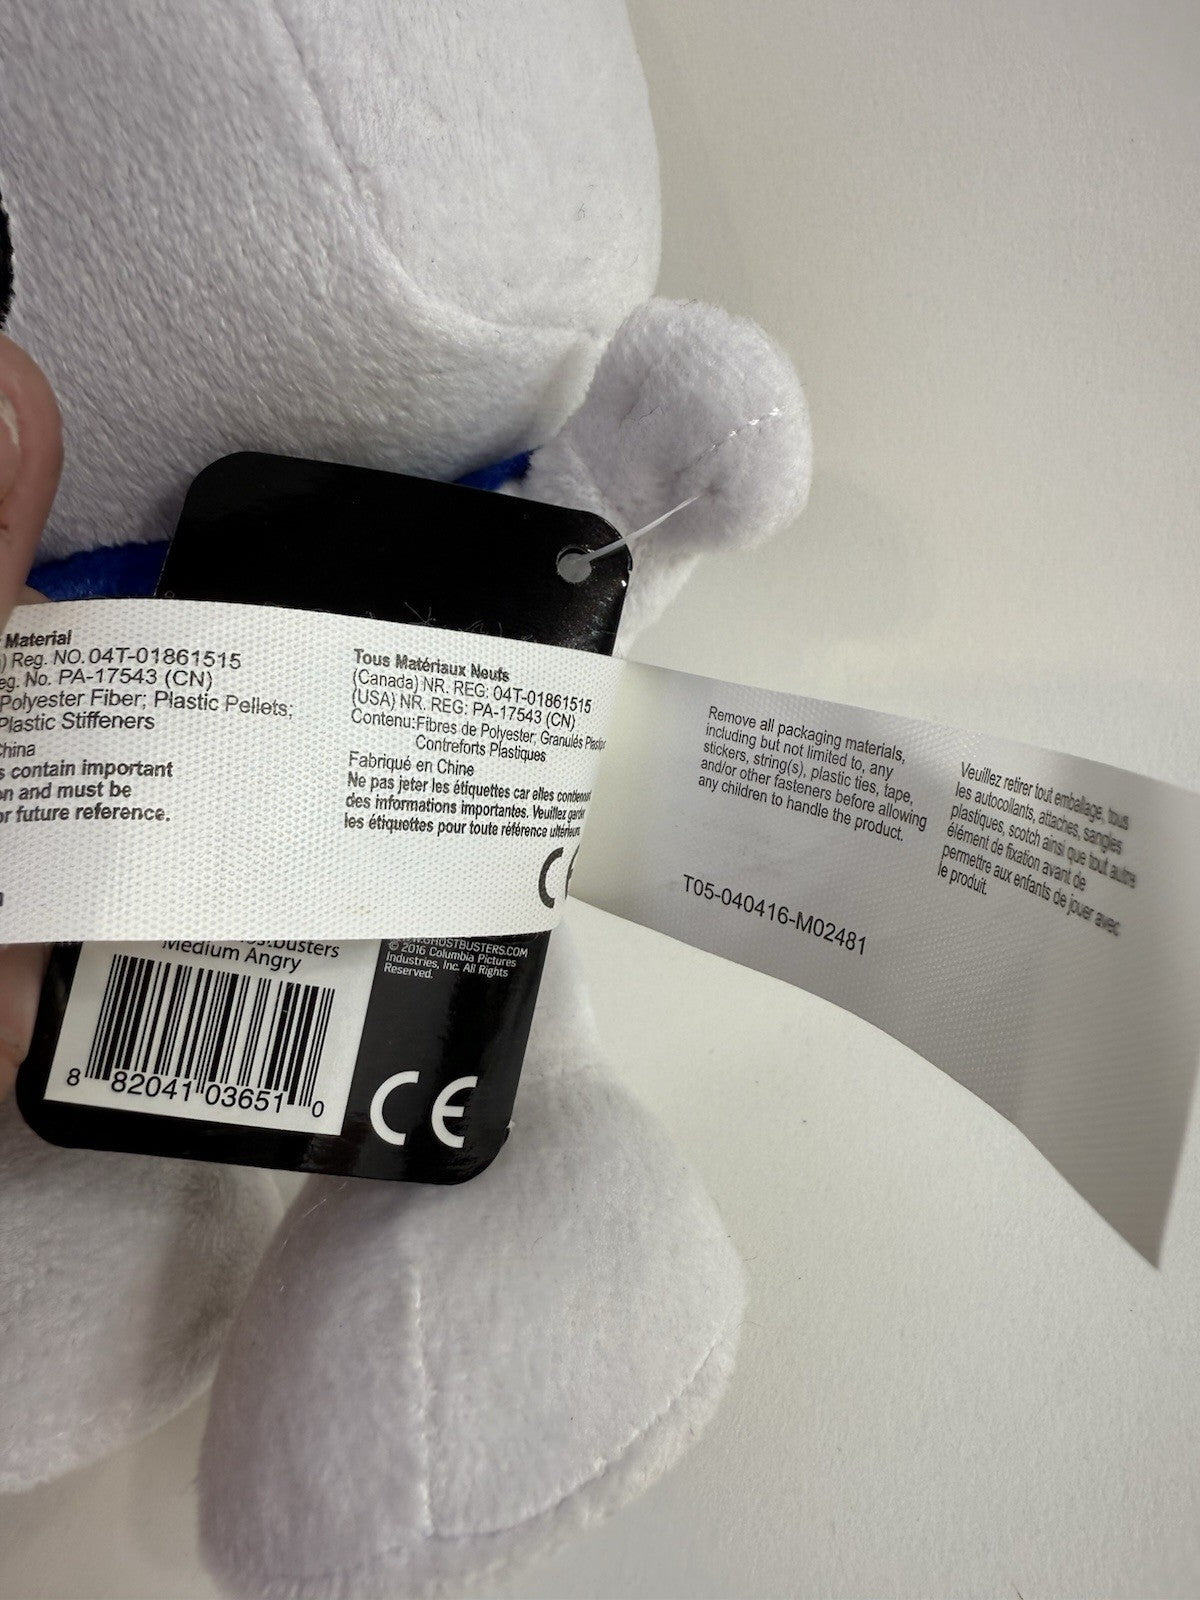 Material
) Reg. NO. 04T-01861515
eg. No. PA-17543 (CN)
Polyester Fiber; Plastic Pellets;
Plastic Stiffeners
China
s contain important
n and must be
or future reference.
Tous Matériaux Neufs
(Canada) NR. REG: 04T-01861515
(USA) NR. REG: PA-17543 (CN)
Contenu: Fibres de Polyester; Granulés Plastiq
Contreforts Plastiques
Fabriqué en Chine
Ne pas jeter les étiquettes car elles contiennent
des informations importantes. Veuillez garder
les étiquettes pour toute référence ultérieure.
CE
Remove all packaging materials,
including but not limited to, any
stickers, string(s), plastic ties, tape,
and/or other fasteners before allowing
any children to handle the product.
Veuillez retirer tout emballage, tous
les autocollants, attaches, sangles
plastiques, scotch ainsi que tout autre
élément de fixation avant de
permettre aux enfants de jouer avec
le produit.
T05-040416-M02481
busters
Medium Angry
8 82041 03651 0
GHOSTBUSTERS.COM
© 2016 Columbia Pictures
Industries, Inc. All Rights
Reserved.
CE